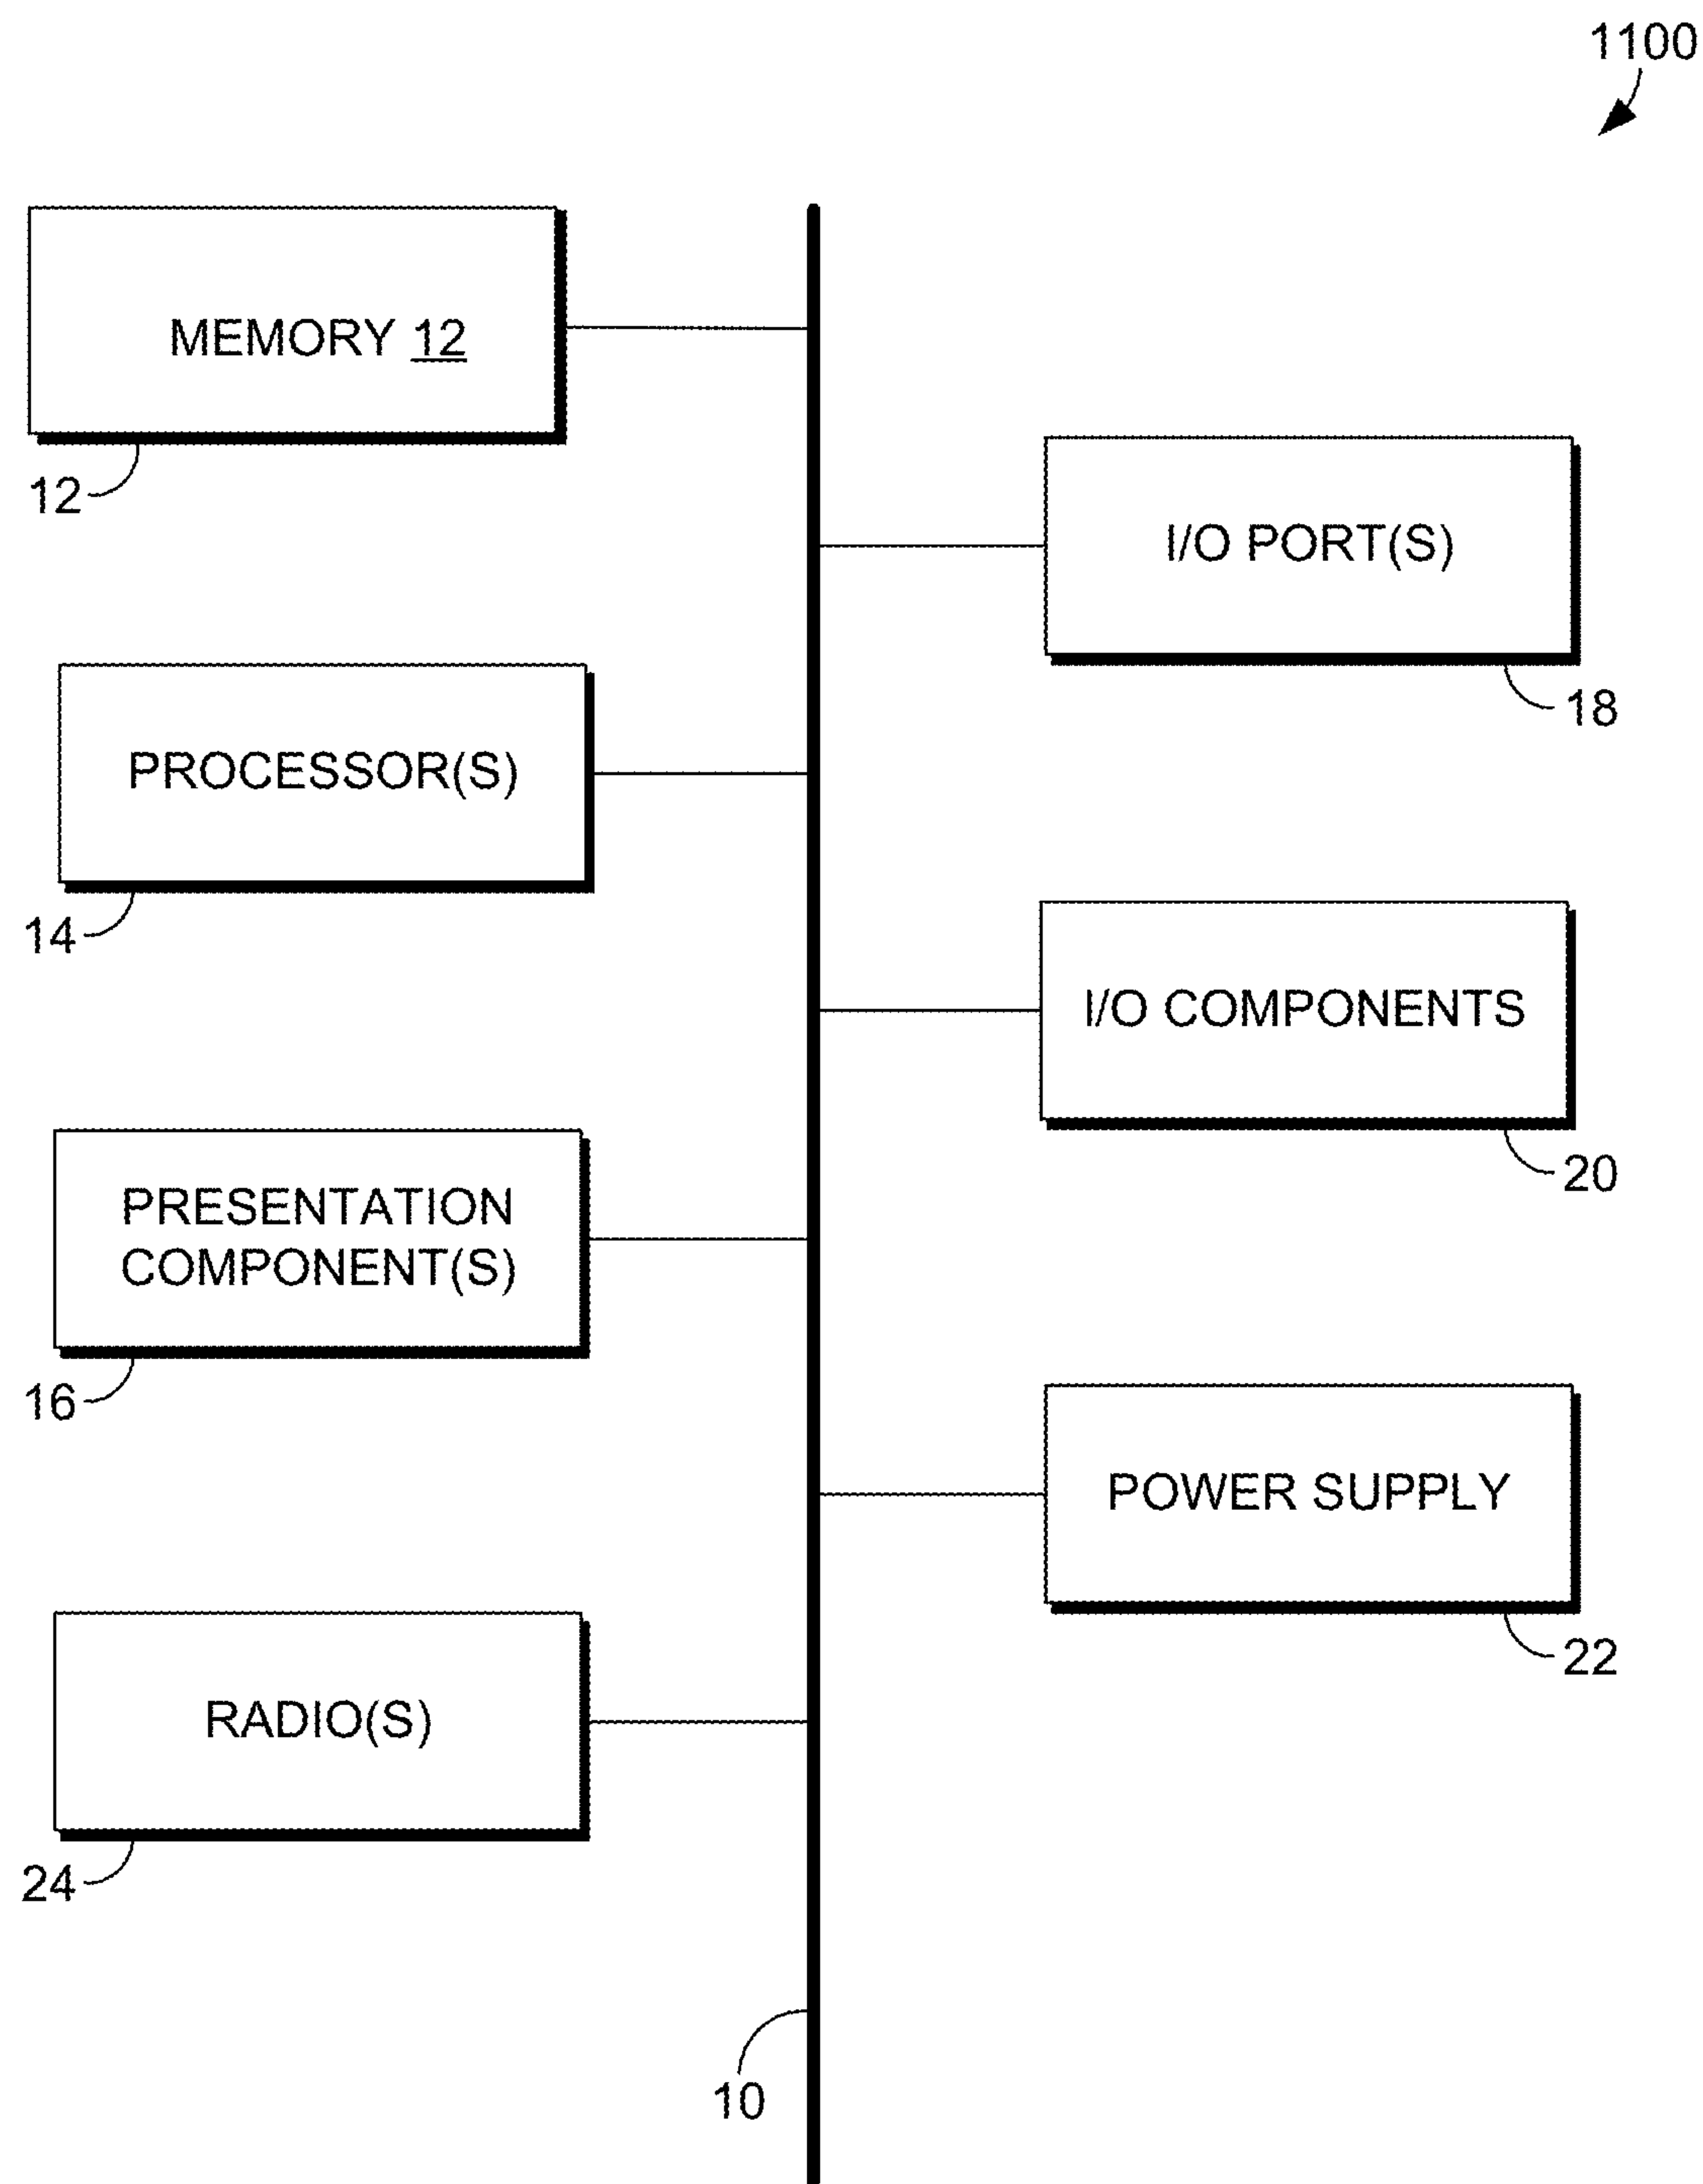 1100
MEMORY 12
12
I/O PORT(S)
18
PROCESSOR(S)
14
I/O COMPONENTS
20
PRESENTATION
COMPONENT(S)
16
POWER SUPPLY
22
RADIO(S)
24
10